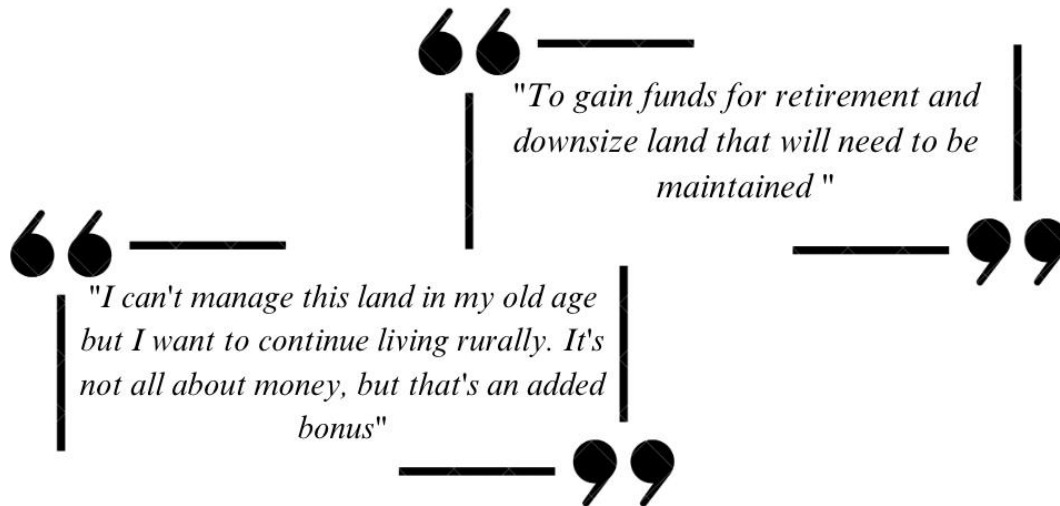 "To gain funds for retirement and
downsize land that will need to be
maintained "
"I can't manage this land in my old age
but I want to continue living rurally. It's
not all about money, but that's an added
bonus"